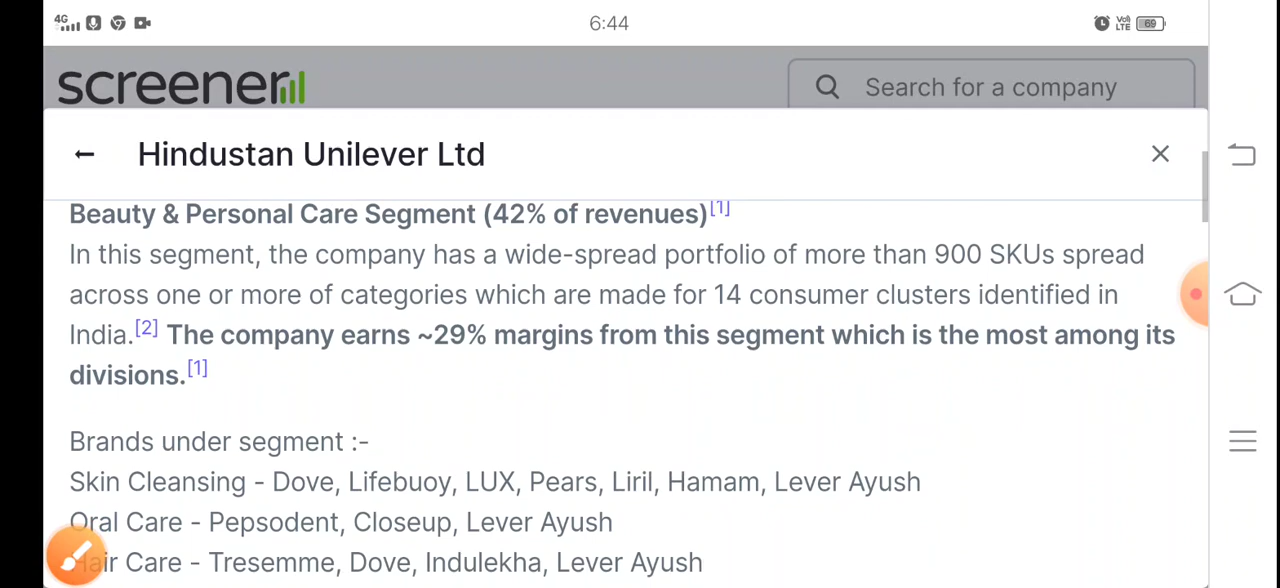 4G 6:44 VoD LTE 69
screener Search for a company
← Hindustan Unilever Ltd ×
Beauty & Personal Care Segment (42% of revenues)[1]
In this segment, the company has a wide-spread portfolio of more than 900 SKUs spread
across one or more of categories which are made for 14 consumer clusters identified in
India.[2] The company earns ~29% margins from this segment which is the most among its
divisions.[1]
Brands under segment :-
Skin Cleansing - Dove, Lifebuoy, LUX, Pears, Liril, Hamam, Lever Ayush
Oral Care - Pepsodent, Closeup, Lever Ayush
Hair Care - Tresemme, Dove, Indulekha, Lever Ayush